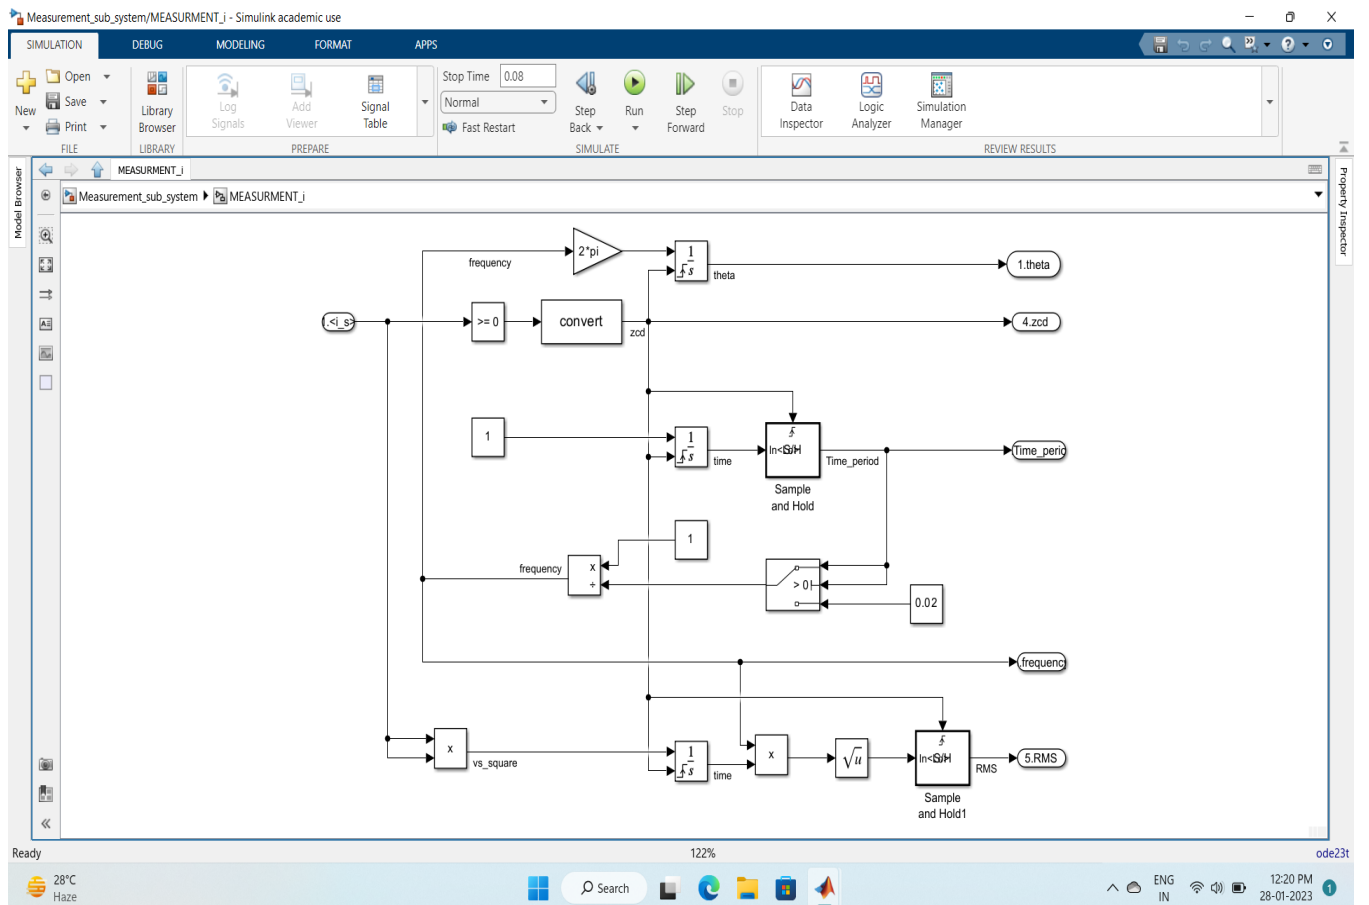 Measurement_sub_system/MEASURMENT_i - Simulink academic use
SIMULATION DEBUG MODELING FORMAT APPS
New
Open
Save
Print
FILE
Library Browser
LIBRARY
Log Signals
Add Viewer
Signal Table
PREPARE
Stop Time 0.08
Normal
Fast Restart
Step Back
Run
Step Forward
Stop
SIMULATE
Data Inspector
Logic Analyzer
Simulation Manager
REVIEW RESULTS
Model Browser
Property Inspector
MEASURMENT_i
Measurement_sub_system MEASURMENT_i
frequency
2*pi
1
s
theta
1.theta
.<i_s>
>= 0
convert
zcd
4.zcd
1
1
s
time
S/H
Time_period
Time_peric
Sample
and Hold
1
frequency
x
÷
> 0
0.02
.frequenc
x
vs_square
1
s
time
x
√u
S/H
RMS
5.RMS
Sample
and Hold1
Ready
122%
ode23t
28°C
Haze
Search
ENG
IN
12:20 PM
28-01-2023
1